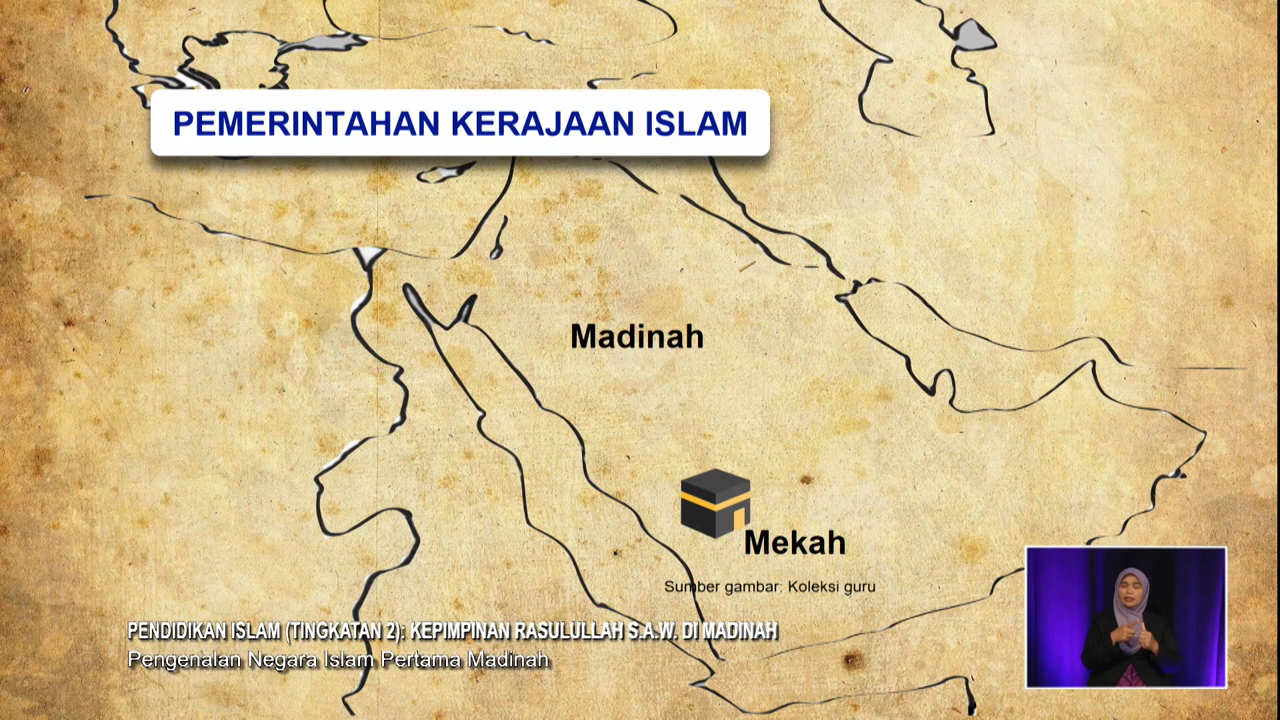 PEMERINTAHAN KERAJAAN ISLAM
Madinah
Mekah
Sumber gambar: Koleksi guru
PENDIDIKAN ISLAM (TINGKATAN 2): KEPIMPINAN RASULULLAH S.A.W. DI MADINAH
Pengenalan Negara Islam Pertama Madinah